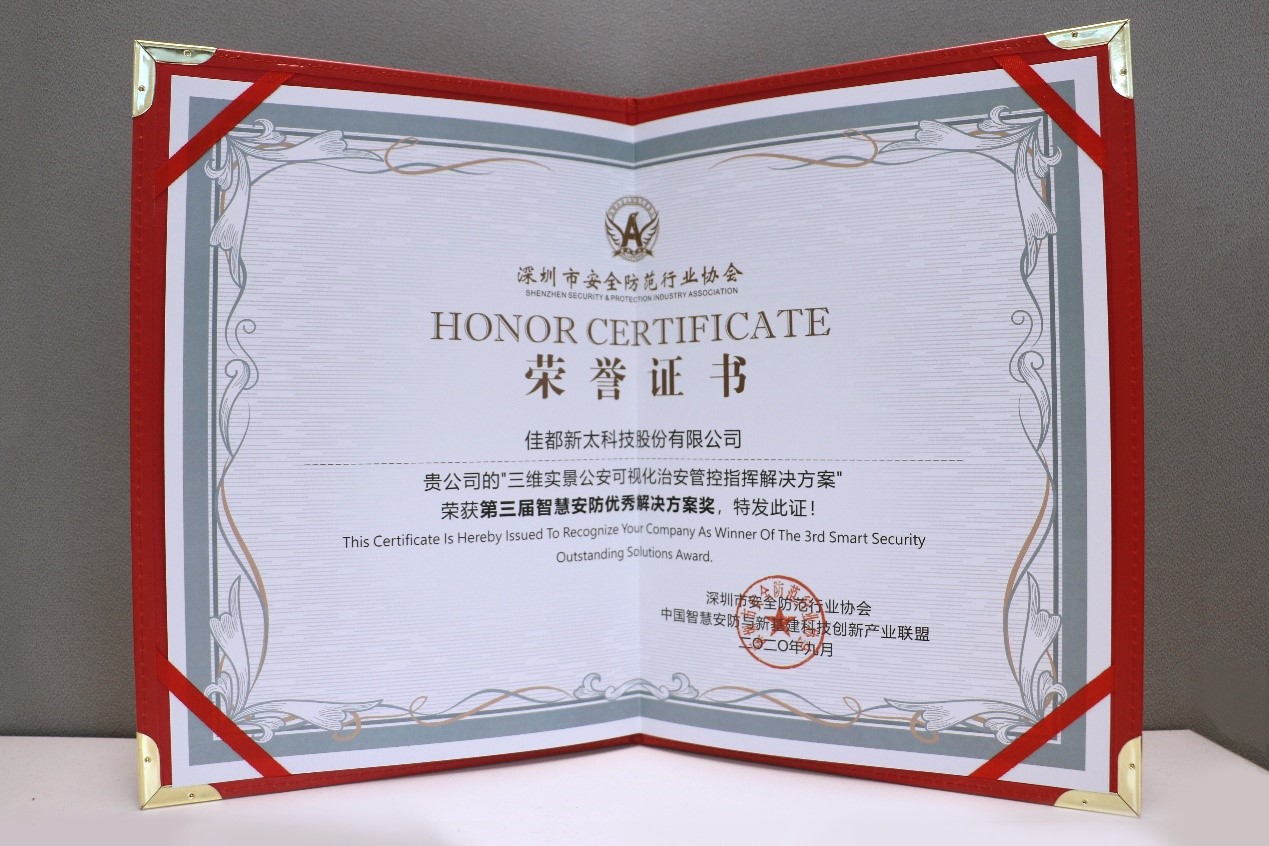 深圳市安全防范行业协会
SHENZHEN SECURITY & PROTECTION INDUSTRY ASSOCIATION
HONOR CERTIFICATE
荣誉证书
佳都新太科技股份有限公司
贵公司的"三维实景公安可视化治安管控指挥解决方案"
荣获第三届智慧安防优秀解决方案奖，特发此证！
This Certificate Is Hereby Issued To Recognize Your Company As Winner Of The 3rd Smart Security
Outstanding Solutions Award.
深圳市安全防范行业协会
中国智慧安防与新基建科技创新产业联盟
二〇二〇年九月